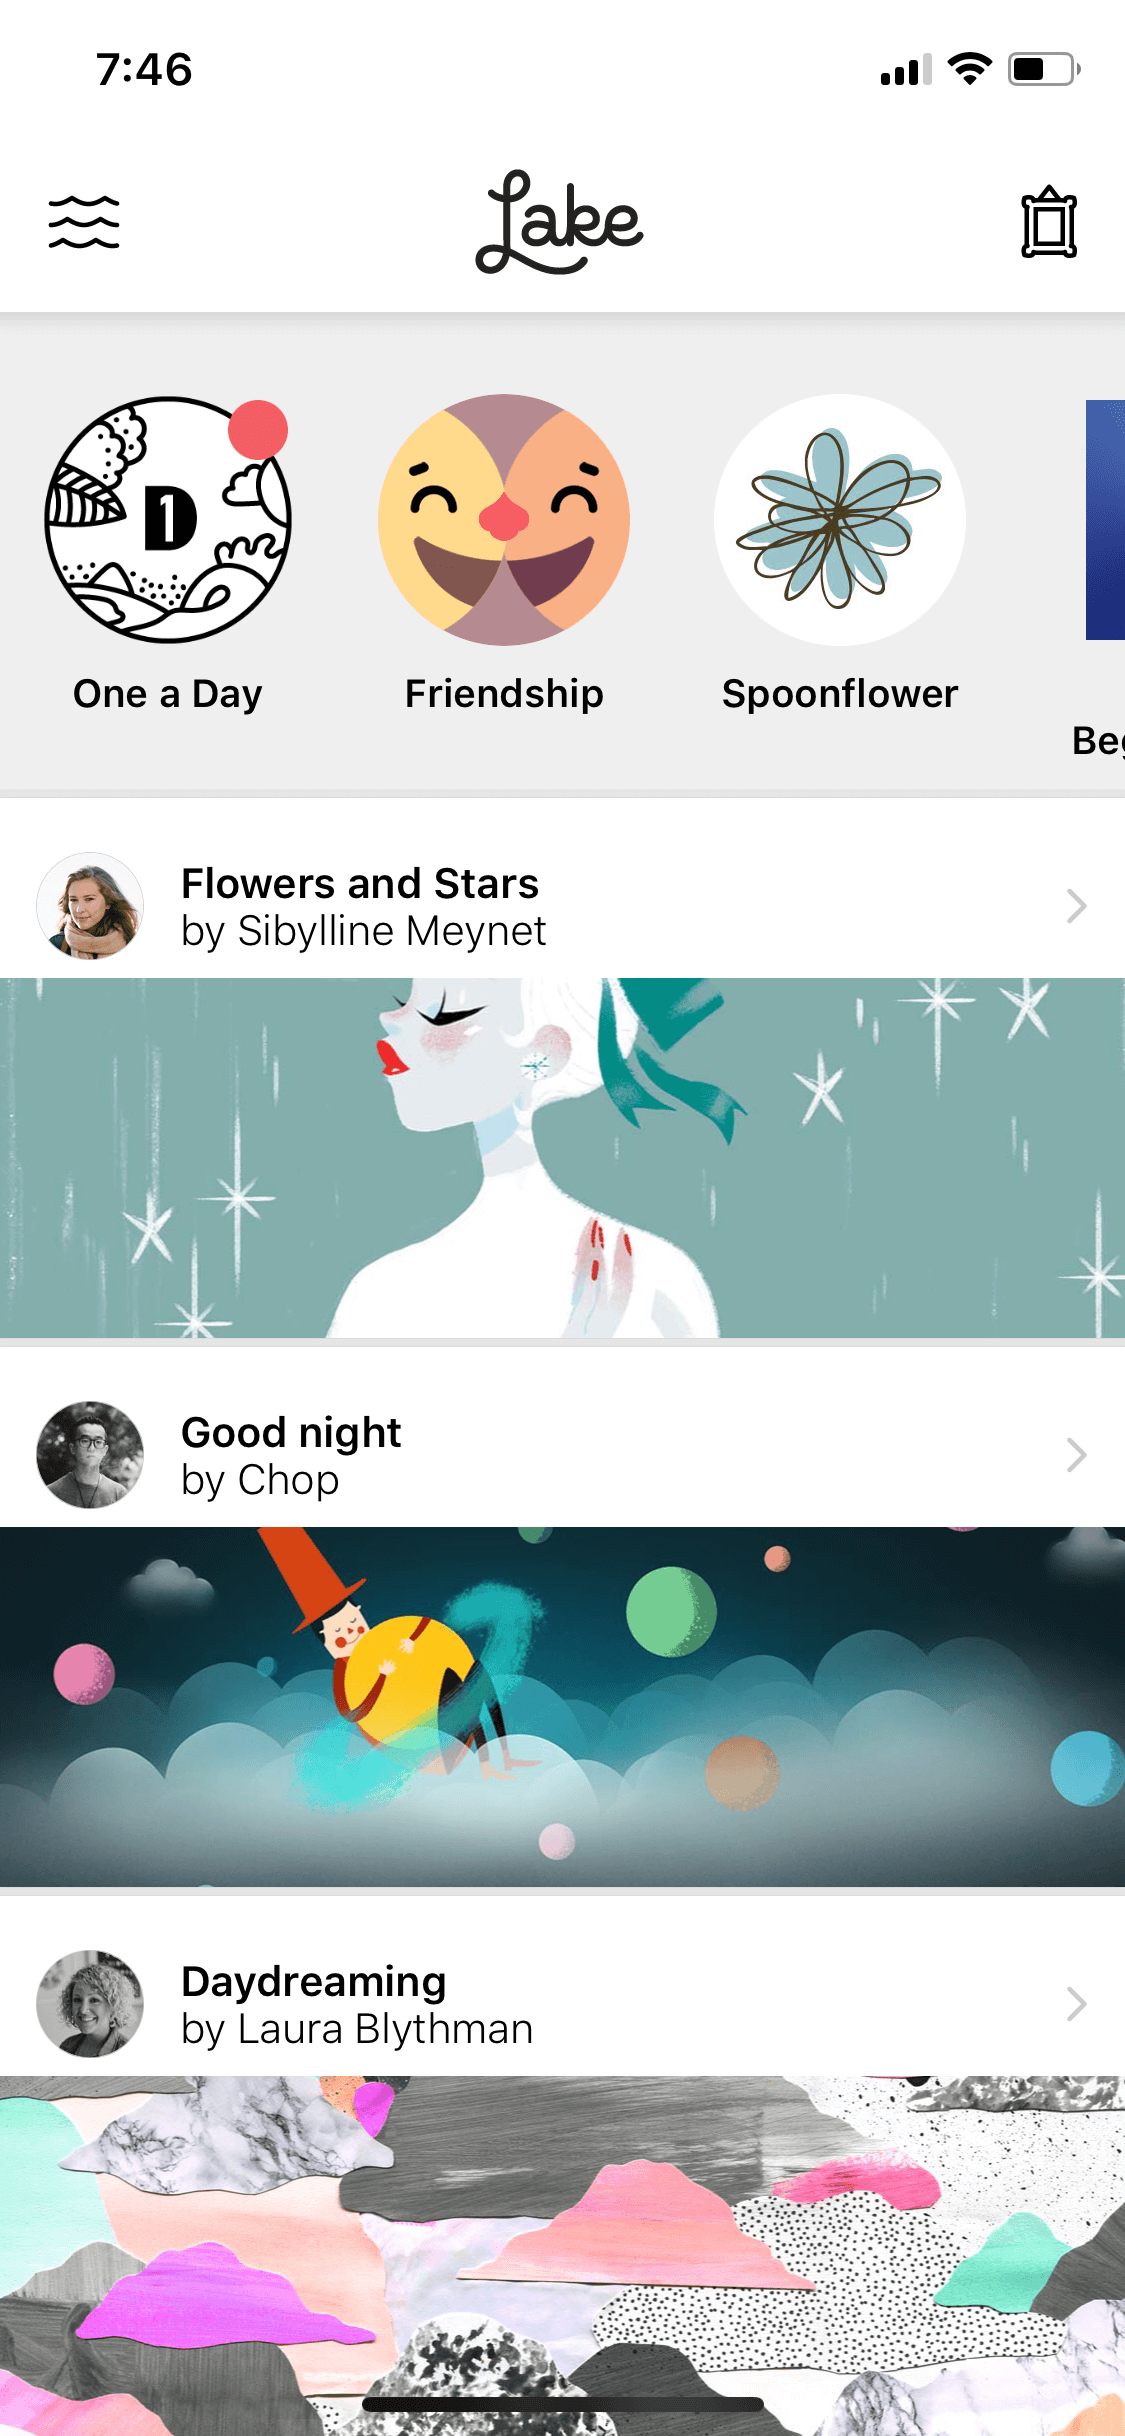 7:46
Lake
D1
One a Day
Friendship
Spoonflower
Flowers and Stars
by Sibylline Meynet
Good night
by Chop
Daydreaming
by Laura Blythman